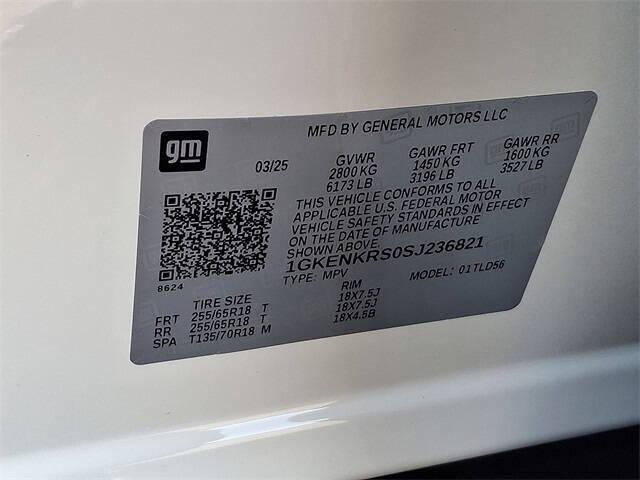 gm
MFD BY GENERAL MOTORS LLC
03/25 GVWR GAWR FRT GAWR RR
2800 KG 1450 KG 1600 KG
6173 LB 3196 LB 3527 LB
THIS VEHICLE CONFORMS TO ALL
APPLICABLE U.S. FEDERAL MOTOR
VEHICLE SAFETY STANDARDS IN EFFECT
ON THE DATE OF MANUFACTURE
SHOWN ABOVE.
1GKENKRS0SJ236821
8624
TYPE: MPV MODEL: 01TLD56
TIRE SIZE RIM
FRT 255/65R18 T 18X7.5J
RR 255/65R18 T 18X7.5J
SPA T135/70R18 M 18X4.5B